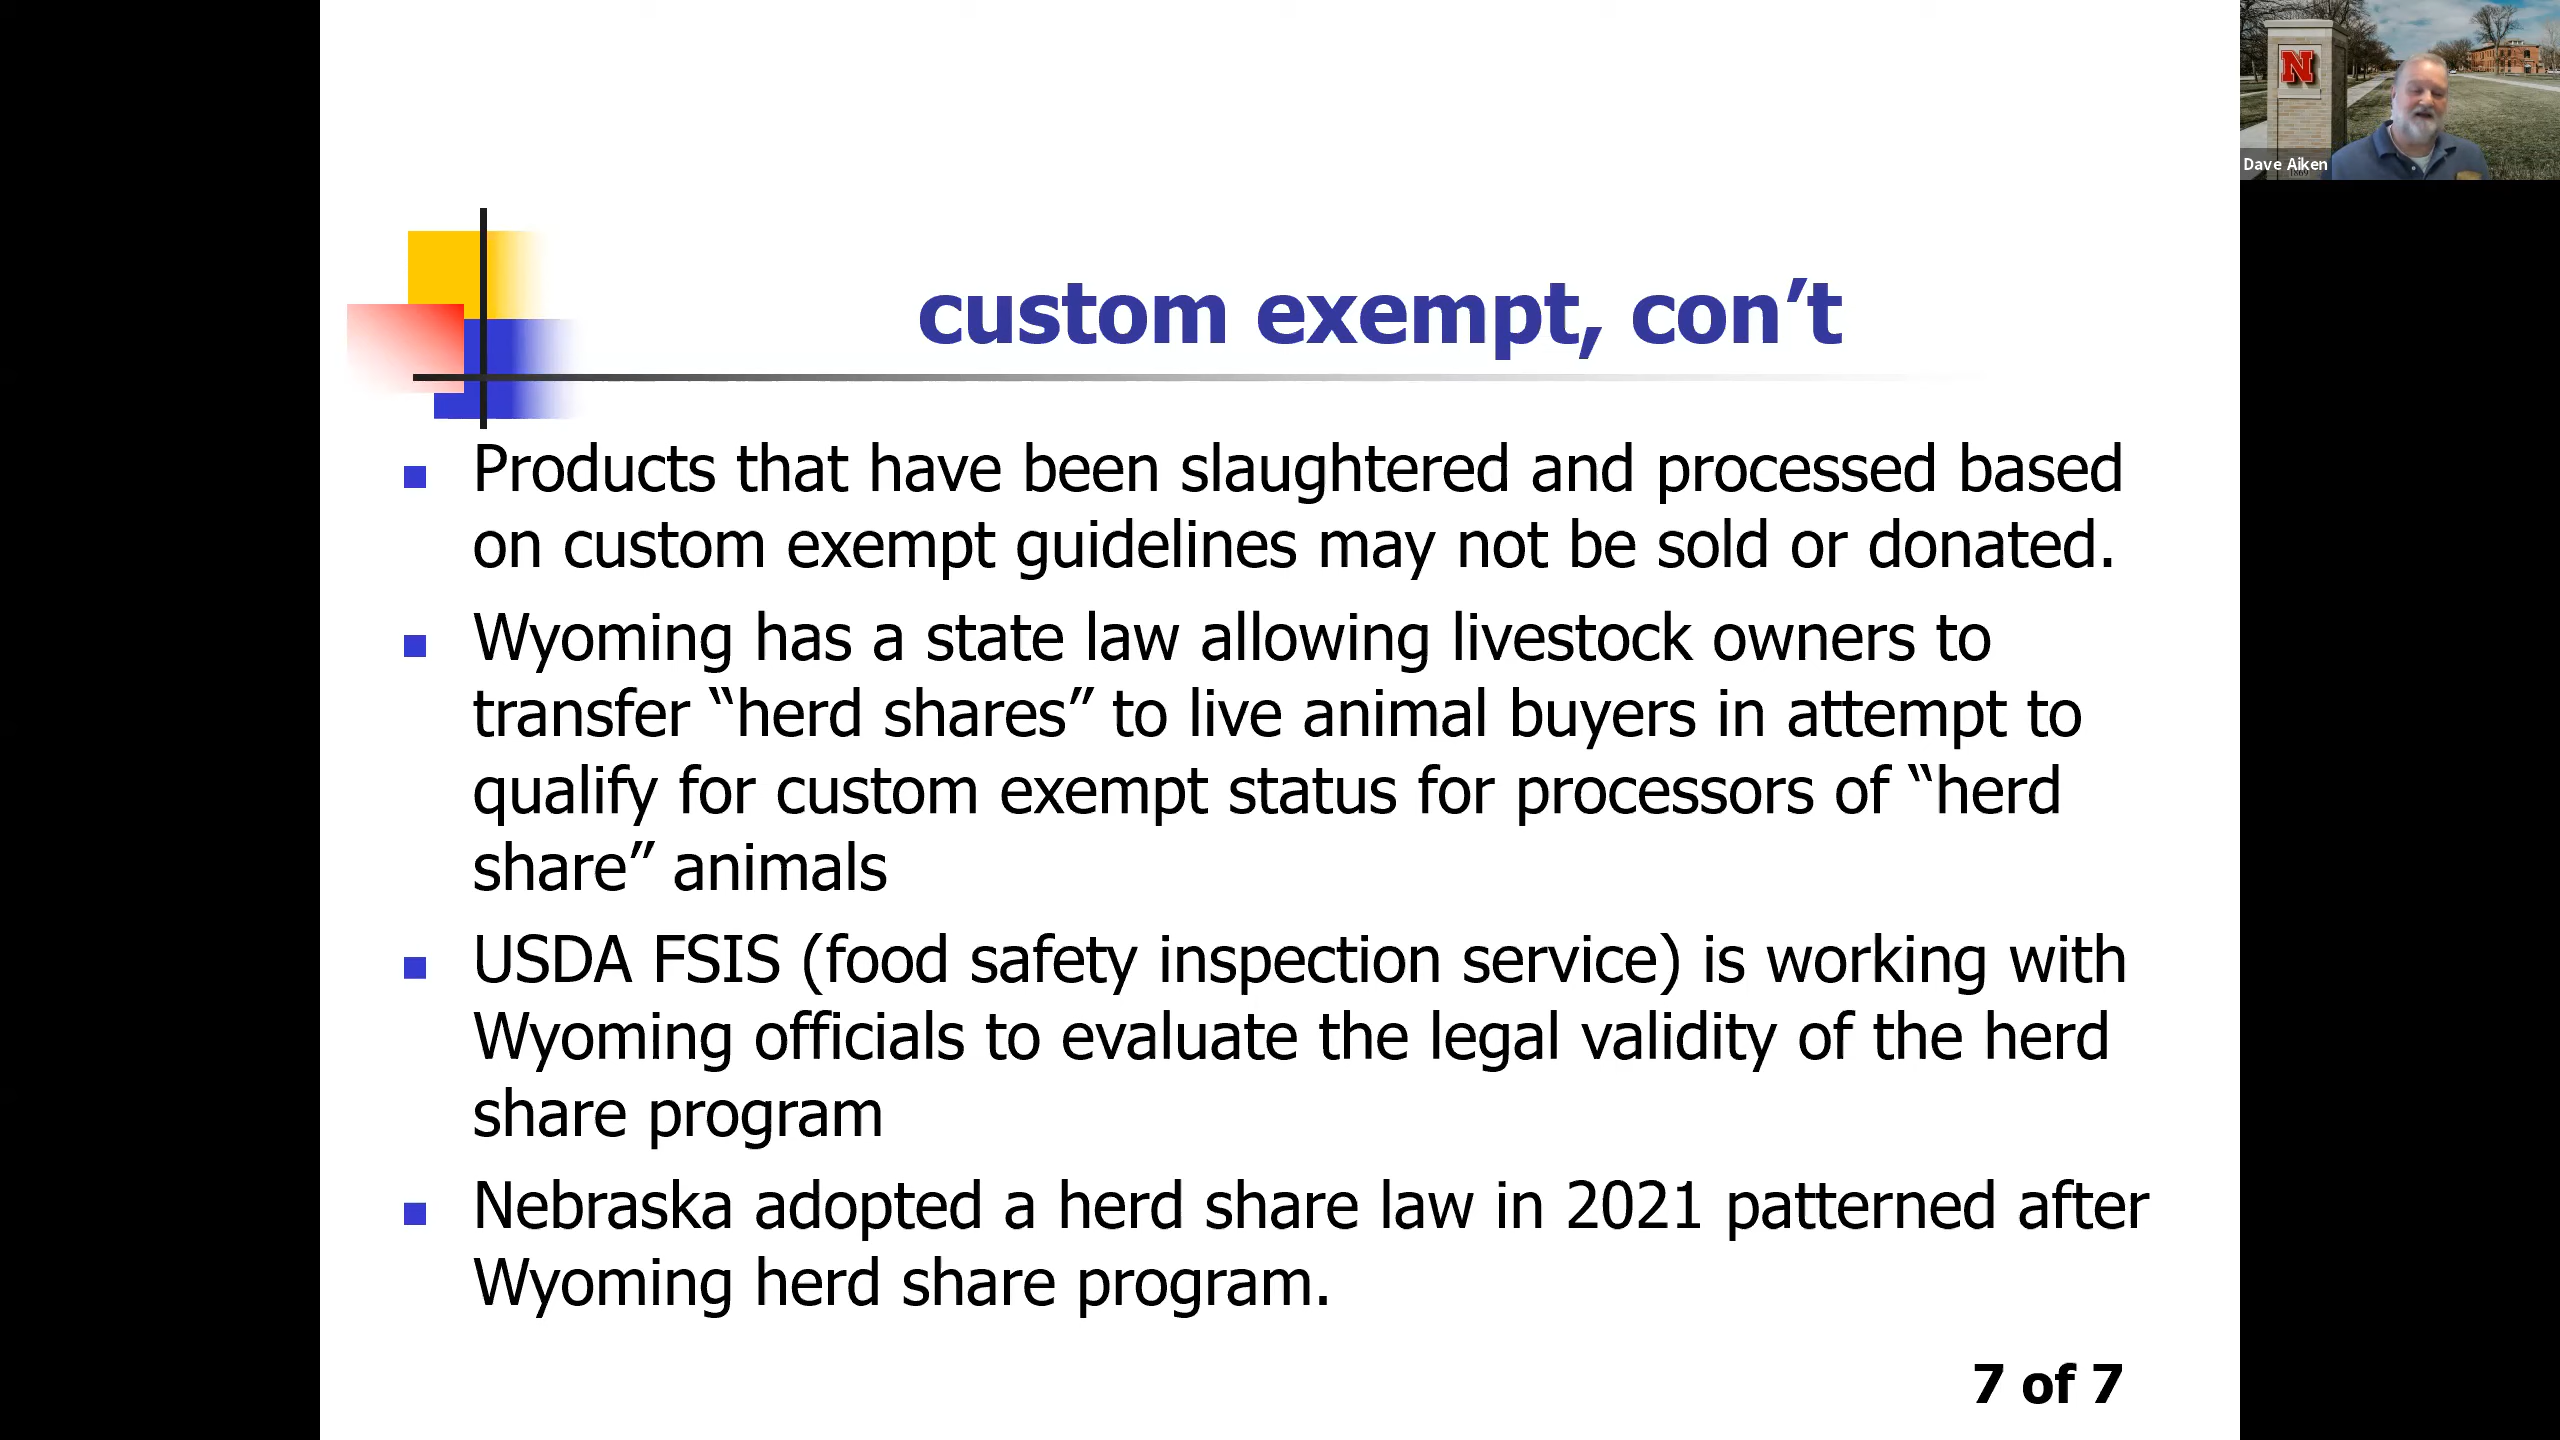 N
Dave Aiken
custom exempt, con’t
Products that have been slaughtered and processed based
on custom exempt guidelines may not be sold or donated.
Wyoming has a state law allowing livestock owners to
transfer “herd shares” to live animal buyers in attempt to
qualify for custom exempt status for processors of “herd
share” animals
USDA FSIS (food safety inspection service) is working with
Wyoming officials to evaluate the legal validity of the herd
share program
Nebraska adopted a herd share law in 2021 patterned after
Wyoming herd share program.
7 of 7